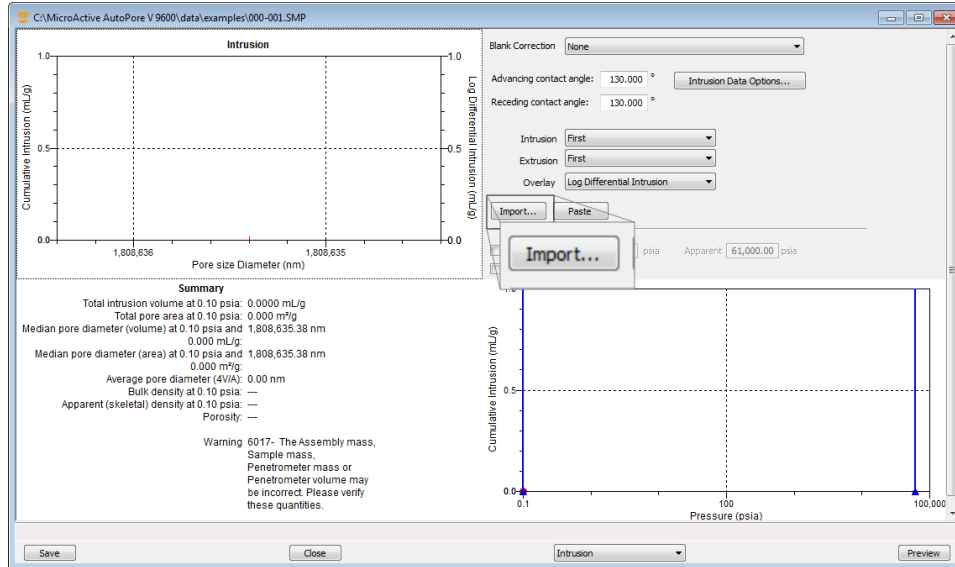 C:\MicroActive AutoPore V 9600\data\examples\000-001.SMP
Intrusion
1.0
0.5
0.0
1.0
0.5
0.0
Cumulative Intrusion (mL/g)
Log Differential Intrusion (mL/g)
1,808,636
1,808,635
Pore size Diameter (nm)
Blank Correction None
Advancing contact angle: 130.000 °
Intrusion Data Options...
Receding contact angle: 130.000 °
Intrusion First
Extrusion First
Overlay Log Differential Intrusion
Import... Paste
Import...
psia Apparent 61,000.00 psia
Summary
Total intrusion volume at 0.10 psia: 0.0000 mL/g
Total pore area at 0.10 psia: 0.000 m²/g
Median pore diameter (volume) at 0.10 psia and 1,808,635.38 nm
0.000 mL/g:
Median pore diameter (area) at 0.10 psia and 1,808,635.38 nm
0.000 m²/g:
Average pore diameter (4V/A): 0.00 nm
Bulk density at 0.10 psia: ---
Apparent (skeletal) density at 0.10 psia: ---
Porosity: ---
Warning 6017- The Assembly mass,
Sample mass,
Penetrometer mass or
Penetrometer volume may
be incorrect. Please verify
these quantities.
1.0
0.5
0.0
Cumulative Intrusion (mL/g)
0.1
100
100,000
Pressure (psia)
Save Close Intrusion Preview